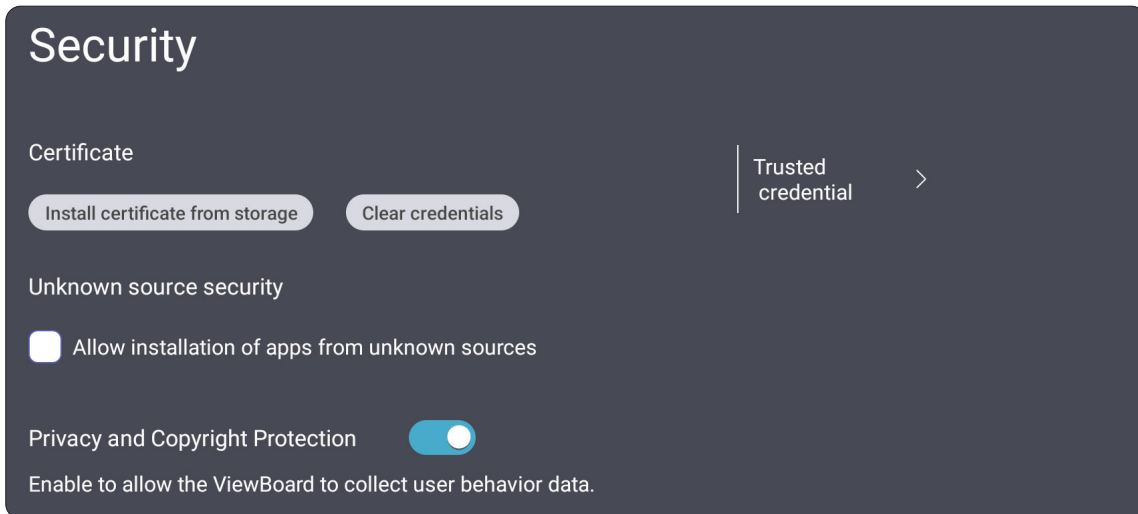 Security
Certificate
Trusted
credential
Install certificate from storage
Clear credentials
Unknown source security
Allow installation of apps from unknown sources
Privacy and Copyright Protection
Enable to allow the ViewBoard to collect user behavior data.